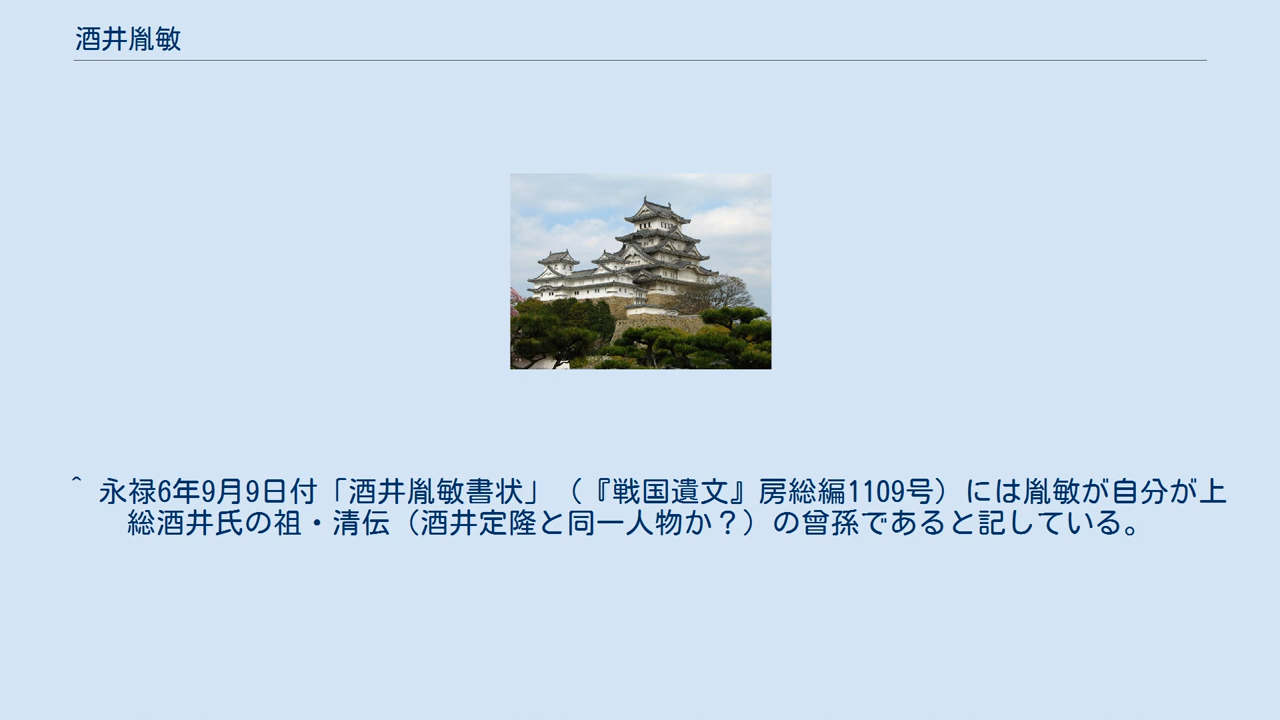 酒井胤敏
^ 永禄6年9月9日付「酒井胤敏書状」（『戦国遺文』房総編1109号）には胤敏が自分が上
総酒井氏の祖・清伝（酒井定隆と同一人物か？）の曾孫であると記している。